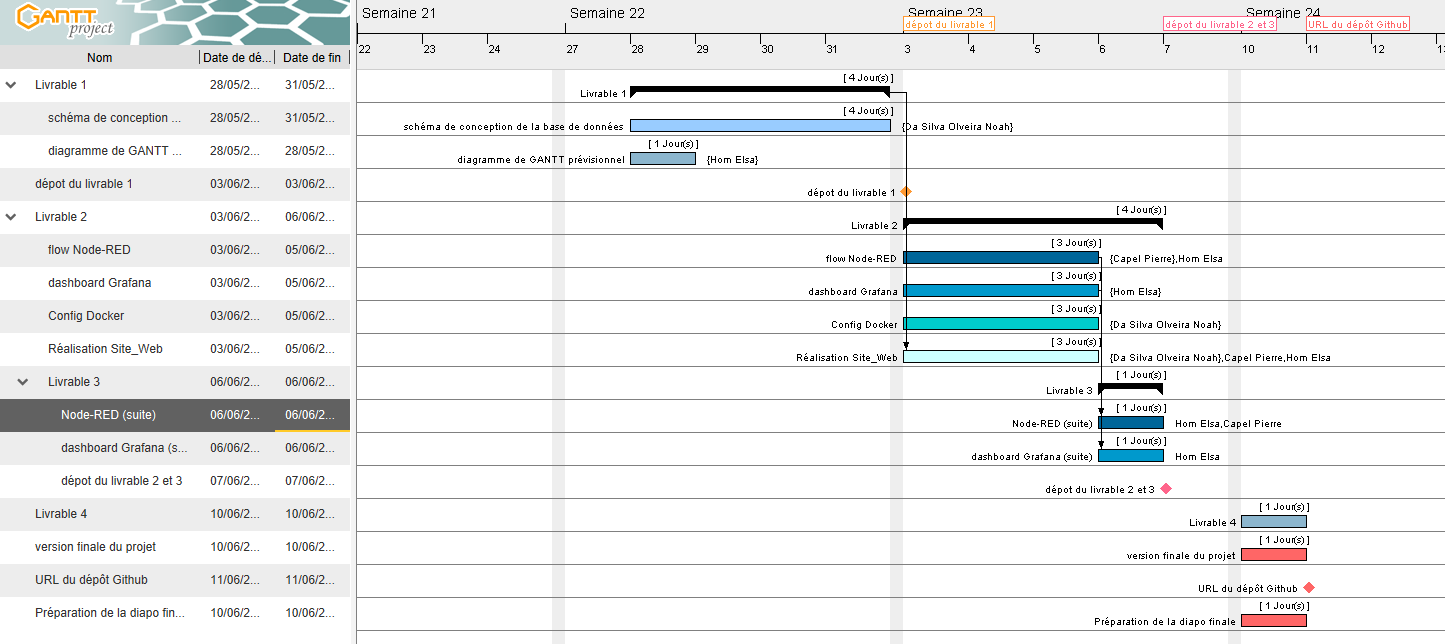 GANTT
project
Semaine 21 Semaine 22 Semaine 23 Semaine 24
dépot du livrable 1 dépot du livrable 2 et 3 URL du dépôt Github
22 23 24 27 28 29 30 31 3 4 5 6 7 10 11 12 13
Nom Date de dé... Date de fin
Livrable 1 28/05/2... 31/05/2... [ 4 Jour(s) ]
Livrable 1
schéma de conception ... 28/05/2... 31/05/2... [ 4 Jour(s) ]
schéma de conception de la base de données {Da Silva Olveira Noah}
diagramme de GANTT ... 28/05/2... 28/05/2... [ 1 Jour(s) ]
diagramme de GANTT prévisionnel {Hom Elsa}
dépot du livrable 1 03/06/2... 03/06/2...
dépot du livrable 1
Livrable 2 03/06/2... 06/06/2... [ 4 Jour(s) ]
Livrable 2
flow Node-RED 03/06/2... 05/06/2... [ 3 Jour(s) ]
flow Node-RED {Capel Pierre},Hom Elsa
dashboard Grafana 03/06/2... 05/06/2... [ 3 Jour(s) ]
dashboard Grafana {Hom Elsa}
Config Docker 03/06/2... 05/06/2... [ 3 Jour(s) ]
Config Docker {Da Silva Olveira Noah}
Réalisation Site_Web 03/06/2... 05/06/2... [ 3 Jour(s) ]
Réalisation Site_Web {Da Silva Olveira Noah},Capel Pierre,Hom Elsa
Livrable 3 06/06/2... 06/06/2... [ 1 Jour(s) ]
Livrable 3
Node-RED (suite) 06/06/2... 06/06/2... [ 1 Jour(s) ]
Node-RED (suite) Hom Elsa,Capel Pierre
dashboard Grafana (s... 06/06/2... 06/06/2... [ 1 Jour(s) ]
dashboard Grafana (suite) Hom Elsa
dépot du livrable 2 et 3 07/06/2... 07/06/2...
dépot du livrable 2 et 3
Livrable 4 10/06/2... 10/06/2... [ 1 Jour(s) ]
Livrable 4
version finale du projet 10/06/2... 10/06/2... [ 1 Jour(s) ]
version finale du projet
URL du dépôt Github 11/06/2... 11/06/2...
URL du dépôt Github
Préparation de la diapo fin... 10/06/2... 10/06/2... [ 1 Jour(s) ]
Préparation de la diapo finale